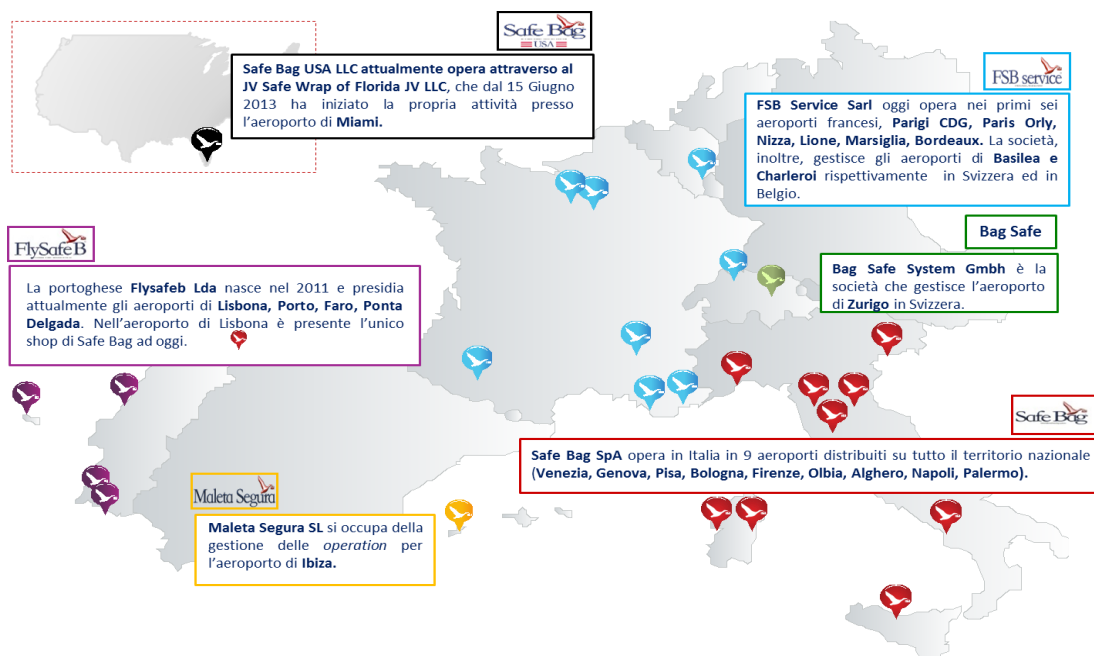 Safe Bag
USA
Safe Bag USA LLC attualmente opera attraverso al
JV Safe Wrap of Florida JV LLC, che dal 15 Giugno
2013 ha iniziato la propria attività presso
l'aeroporto di Miami.
FSB service
FSB Service Sarl oggi opera nei primi sei
aeroporti francesi, Parigi CDG, Paris Orly,
Nizza, Lione, Marsiglia, Bordeaux. La società,
inoltre, gestisce gli aeroporti di Basilea e
Charleroi rispettivamente in Svizzera ed in
Belgio.
Bag Safe
Bag Safe System Gmbh è la
società che gestisce l'aeroporto
di Zurigo in Svizzera.
FlySafeB
La portoghese Flysafeb Lda nasce nel 2011 e presidia
attualmente gli aeroporti di Lisbona, Porto, Faro, Ponta
Delgada. Nell'aeroporto di Lisbona è presente l'unico
shop di Safe Bag ad oggi.
Safe Bag
Safe Bag SpA opera in Italia in 9 aeroporti distribuiti su tutto il territorio nazionale
(Venezia, Genova, Pisa, Bologna, Firenze, Olbia, Alghero, Napoli, Palermo).
Maleta Segura
Maleta Segura SL si occupa della
gestione delle operation per
l'aeroporto di Ibiza.